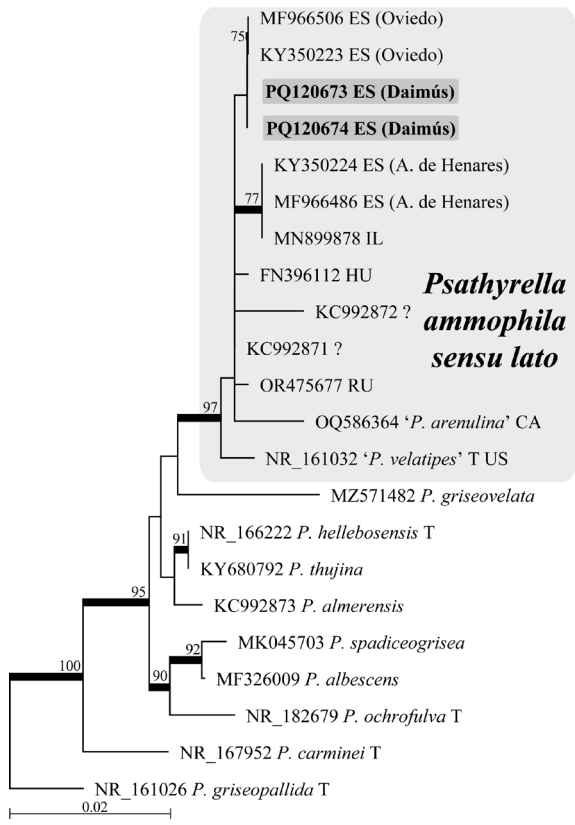 MF966506 ES (Oviedo)
75
KY350223 ES (Oviedo)
PQ120673 ES (Daimús)
PQ120674 ES (Daimús)
KY350224 ES (A. de Henares)
77
MF966486 ES (A. de Henares)
MN899878 IL
FN396112 HU
Psathyrella
ammophila
sensu lato
KC992872 ?
KC992871 ?
OR475677 RU
97
OQ586364 ‘P. arenulina’ CA
NR_161032 ‘P. velatipes’ T US
MZ571482 P. griseovelata
NR_166222 P. hellebosensis T
91
KY680792 P. thujina
95
KC992873 P. almerensis
MK045703 P. spadiceogrisea
92
100
90
MF326009 P. albescens
NR_182679 P. ochrofulva T
NR_167952 P. carminei T
NR_161026 P. griseopallida T
0.02